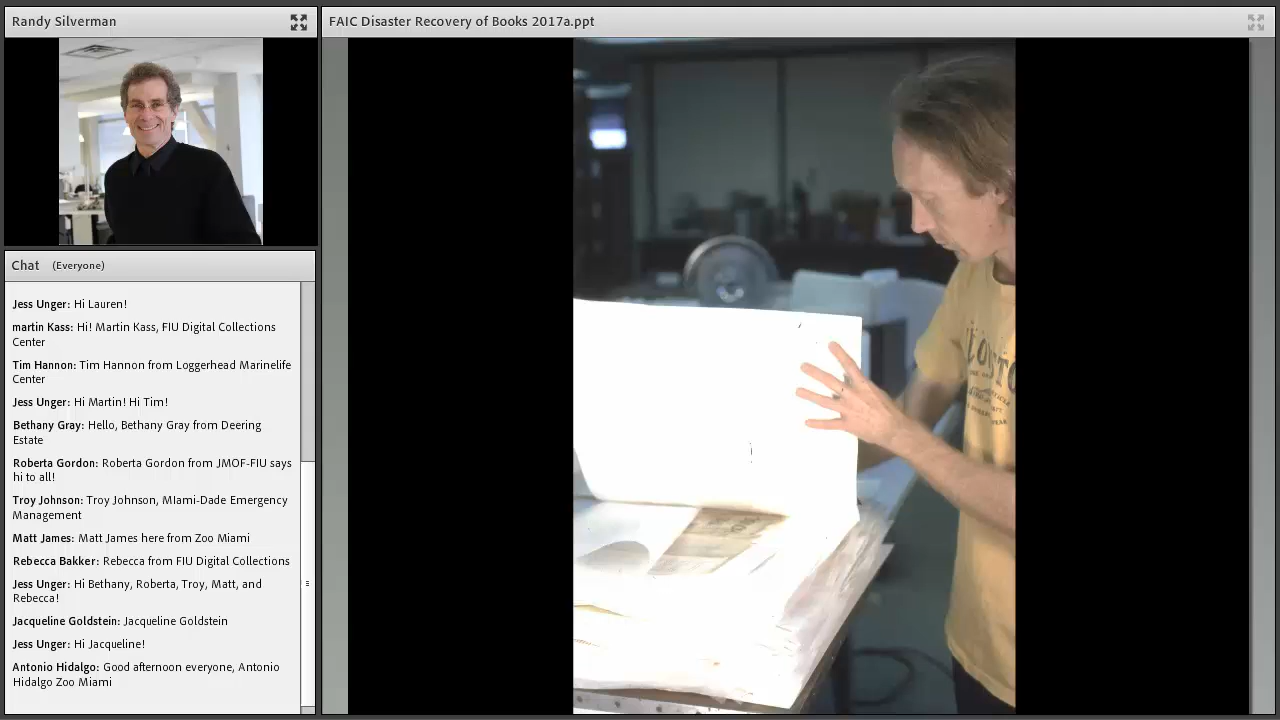 Randy Silverman
FAIC Disaster Recovery of Books 2017a.ppt
Chat (Everyone)
Jess Unger: Hi Lauren!
martin Kass: Hi! Martin Kass, FIU Digital Collections
Center
Tim Hannon: Tim Hannon from Loggerhead Marinelife
Center
Jess Unger: Hi Martin! Hi Tim!
Bethany Gray: Hello, Bethany Gray from Deering
Estate
Roberta Gordon: Roberta Gordon from JMOF-FIU says
hi to all!
Troy Johnson: Troy Johnson, MIami-Dade Emergency
Management
Matt James: Matt James here from Zoo Miami
Rebecca Bakker: Rebecca from FIU Digital Collections
Jess Unger: Hi Bethany, Roberta, Troy, Matt, and
Rebecca!
Jacqueline Goldstein: Jacqueline Goldstein
Jess Unger: Hi Jacqueline!
Antonio Hidalgo: Good afternoon everyone, Antonio
Hidalgo Zoo Miami